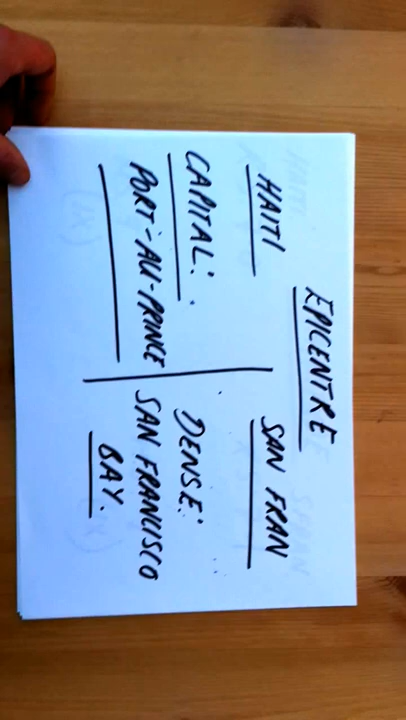 EPICENTRE
HAITI
CAPITAL:
PORT-AU-PRINCE
SAN FRAN
DENSE:
SAN FRANCISCO
BAY.